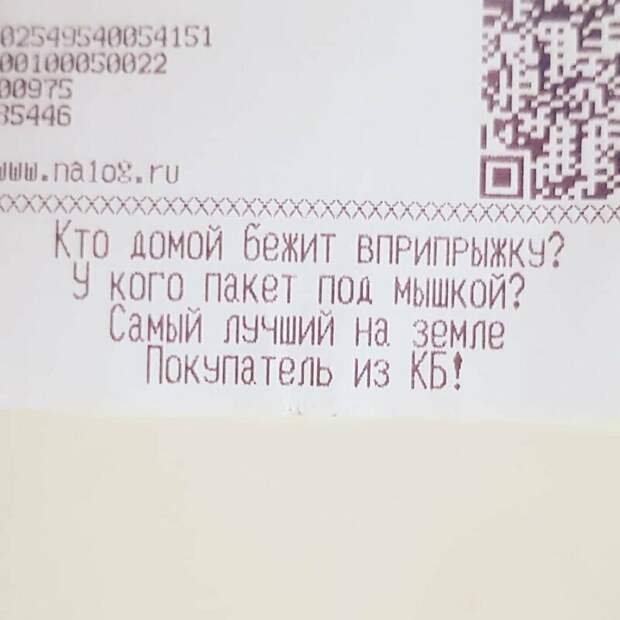 02549540054151
00100050022
00975
35446
www.nalog.ru
Кто домой бежит вприпрыжку?
У кого пакет под мышкой?
Самый лучший на земле
Покупатель из КБ!